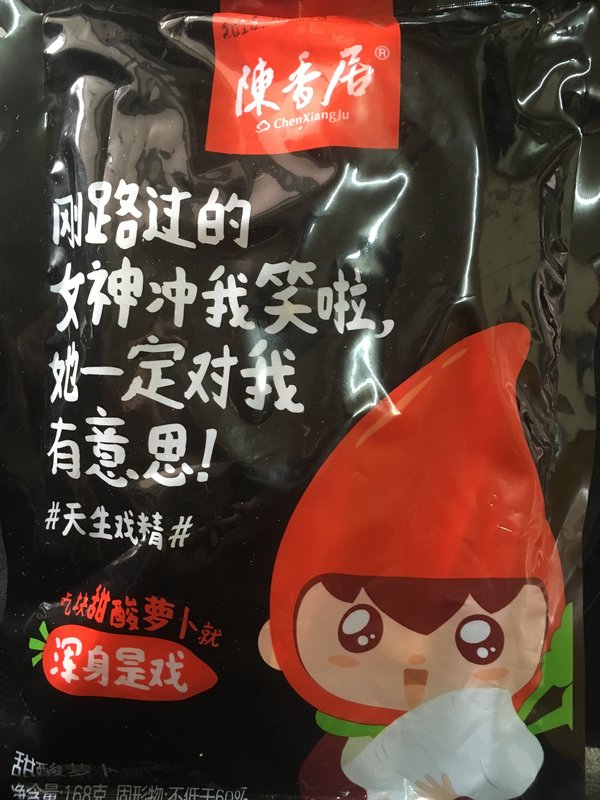 陳香居®
ChenXiangJu
刚路过的
女神冲我笑啦,
她一定对我
有意思!
#天生戏精#
吃块甜酸萝卜就
浑身是戏
甜酸萝卜
净含量:168克 固形物:不低于60%